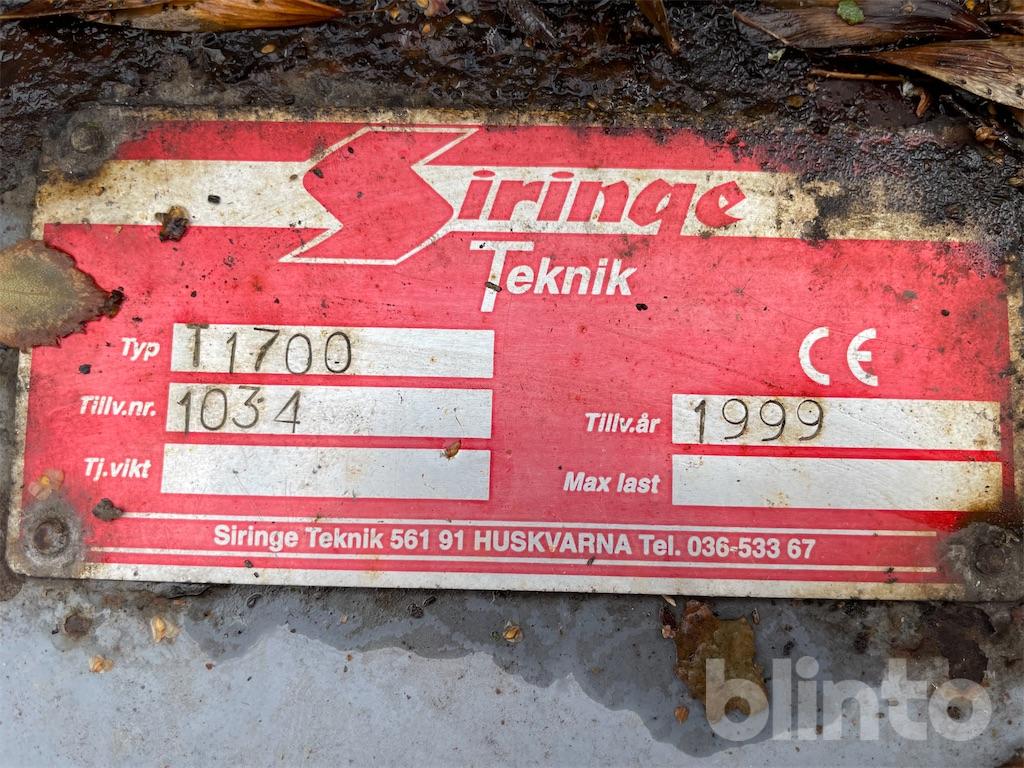 Siringe
Teknik
Typ T1700
CE
Tillv.nr. 1034
Tillv.år 1999
Tj.vikt
Max last
Siringe Teknik 561 91 HUSKVARNA Tel. 036-533 67
blinto